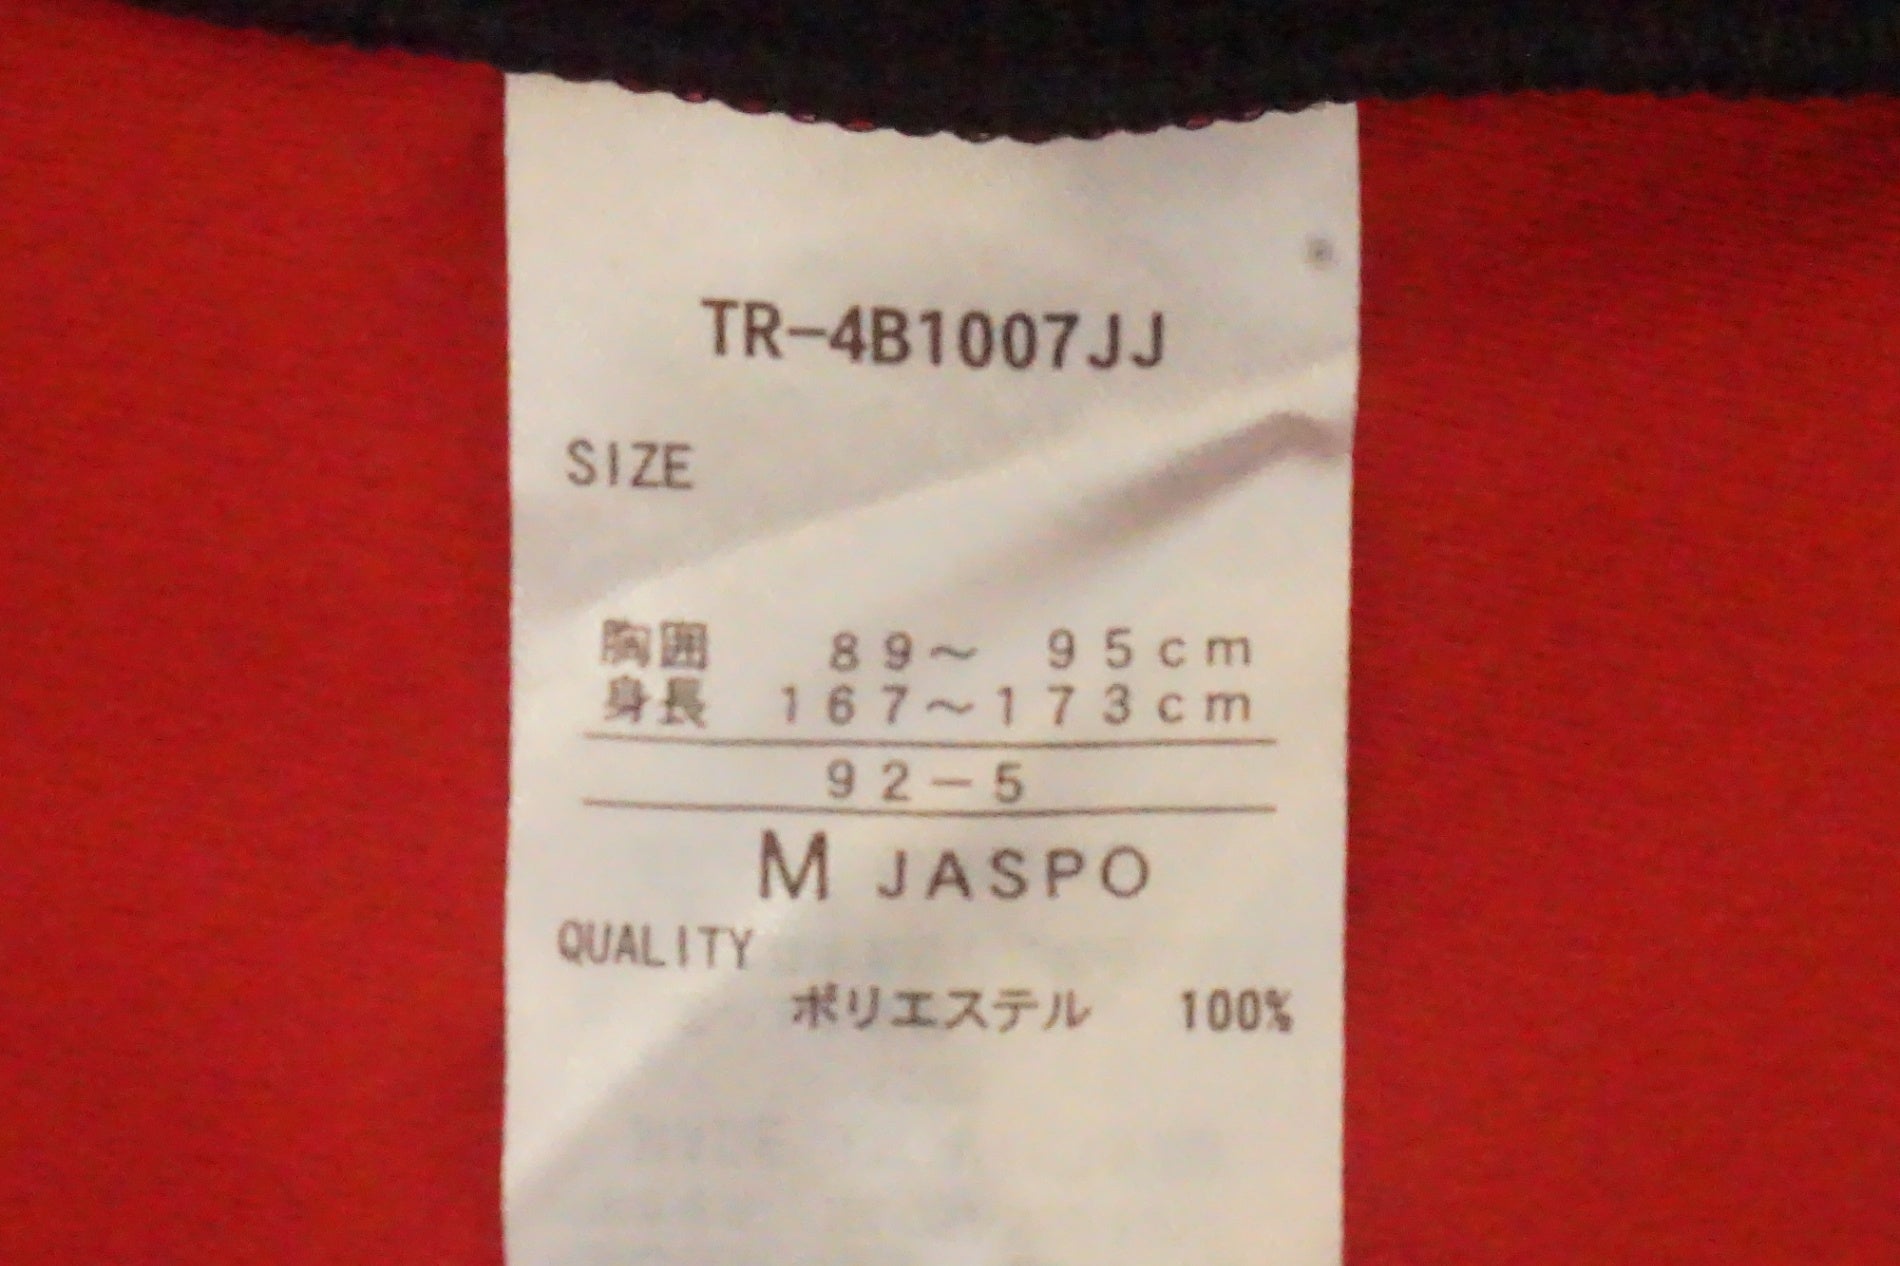 TR-4B1007JJ
SIZE
胸囲 89～ 95cm
身長 167～173cm
92-5
M JASPO
QUALITY
ポリエステル 100%